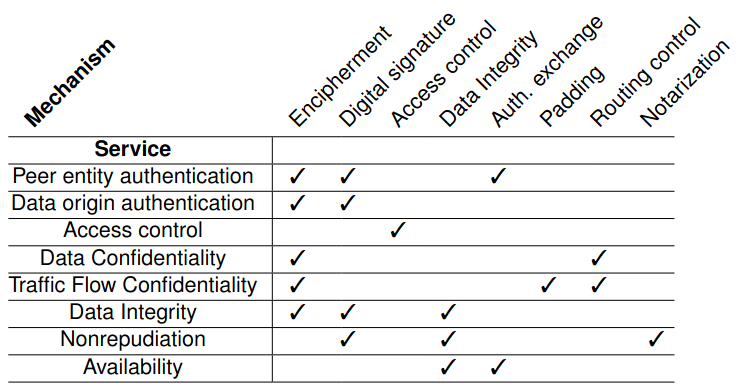 Mechanism
Encipherment
Digital signature
Access control
Data Integrity
Auth. exchange
Padding
Routing control
Notarization
Service
Peer entity authentication ✓ ✓ ✓
Data origin authentication ✓ ✓
Access control ✓
Data Confidentiality ✓ ✓
Traffic Flow Confidentiality ✓ ✓ ✓
Data Integrity ✓ ✓ ✓
Nonrepudiation ✓ ✓ ✓
Availability ✓ ✓